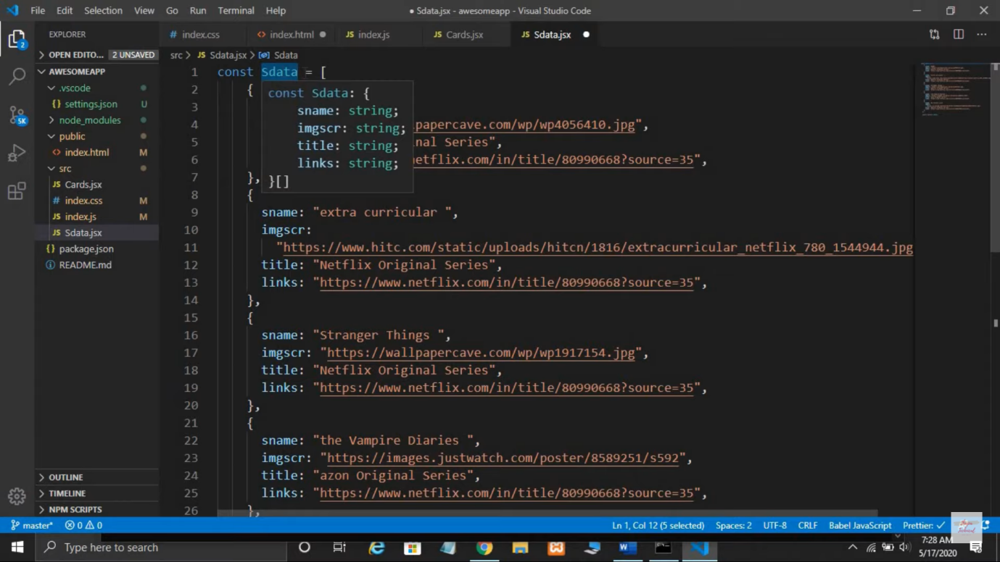 File Edit Selection View Go Run Terminal Help
● Sdata.jsx - awesomeapp - Visual Studio Code
EXPLORER
# index.css
<> index.html ●
JS index.js
JS Cards.jsx
JS Sdata.jsx ●
OPEN EDITO... 2 UNSAVED
src > JS Sdata.jsx > Sdata
AWESOMEAPP
.vscode
{} settings.json U
node_modules
public
<> index.html M
src
JS Cards.jsx
# index.css M
JS index.js M
JS Sdata.jsx
{} package.json
README.md
OUTLINE
TIMELINE
NPM SCRIPTS
2
5K
1 const Sdata = [
2 {
const Sdata: {
sname: string;
imgscr: string;
title: string;
links: string;
}[]
3
4 lpapercave.com/wp/wp4056410.jpg",
5 nal Series",
6 netflix.com/in/title/80990668?source=35",
7 },
8 {
9 sname: "extra curricular ",
10 imgscr:
11 "https://www.hitc.com/static/uploads/hitcn/1816/extracurricular_netflix_780_1544944.jpg
12 title: "Netflix Original Series",
13 links: "https://www.netflix.com/in/title/80990668?source=35",
14 },
15 {
16 sname: "Stranger Things ",
17 imgscr: "https://wallpapercave.com/wp/wp1917154.jpg",
18 title: "Netflix Original Series",
19 links: "https://www.netflix.com/in/title/80990668?source=35",
20 },
21 {
22 sname: "the Vampire Diaries ",
23 imgscr: "https://images.justwatch.com/poster/8589251/s592",
24 title: "azon Original Series",
25 links: "https://www.netflix.com/in/title/80990668?source=35",
26 },
master* 0 0 Ln 1, Col 12 (5 selected) Spaces: 2 UTF-8 CRLF Babel JavaScript Prettier: ✓
Type here to search
7:28 AM
5/17/2020